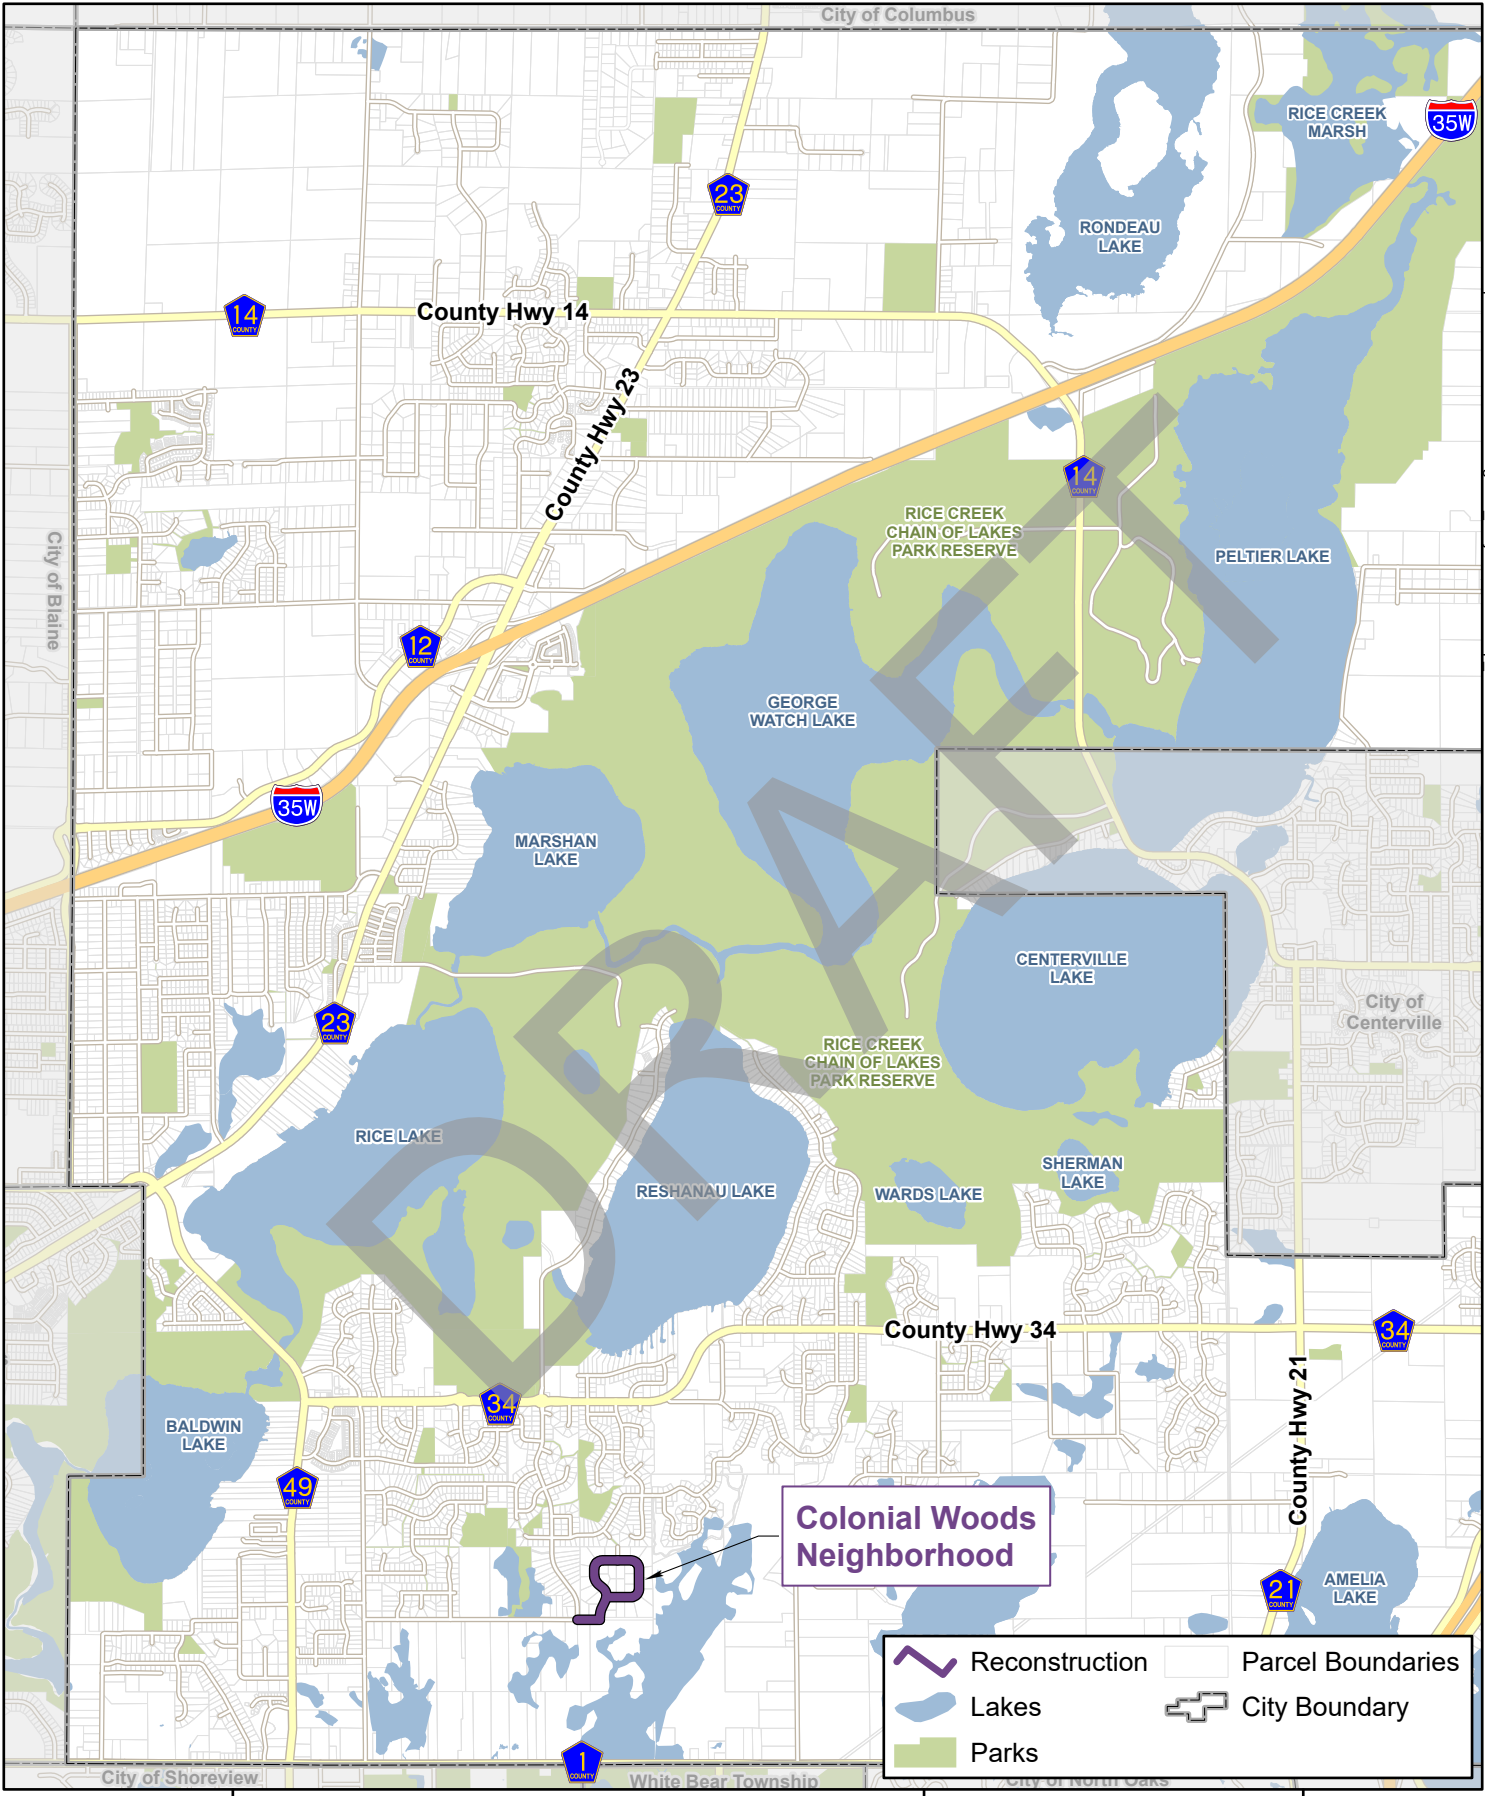 City of Columbus
RICE CREEK
MARSH
35W
23
COUNTY
RONDEAU
LAKE
14
COUNTY
County Hwy 14
County Hwy 23
14
COUNTY
RICE CREEK
CHAIN OF LAKES
PARK RESERVE
PELTIER LAKE
City of Blaine
12
COUNTY
GEORGE
WATCH LAKE
35W
MARSHAN
LAKE
CENTERVILLE
LAKE
City of
Centerville
23
COUNTY
RICE CREEK
CHAIN OF LAKES
PARK RESERVE
RICE LAKE
SHERMAN
LAKE
RESHANAU LAKE
WARDS LAKE
DRAFT
County Hwy 34
34
COUNTY
34
COUNTY
County Hwy 21
BALDWIN
LAKE
49
COUNTY
Colonial Woods
Neighborhood
21
COUNTY
AMELIA
LAKE
Reconstruction
Parcel Boundaries
Lakes
City Boundary
Parks
1
COUNTY
City of Shoreview
White Bear Township
City of North Oaks